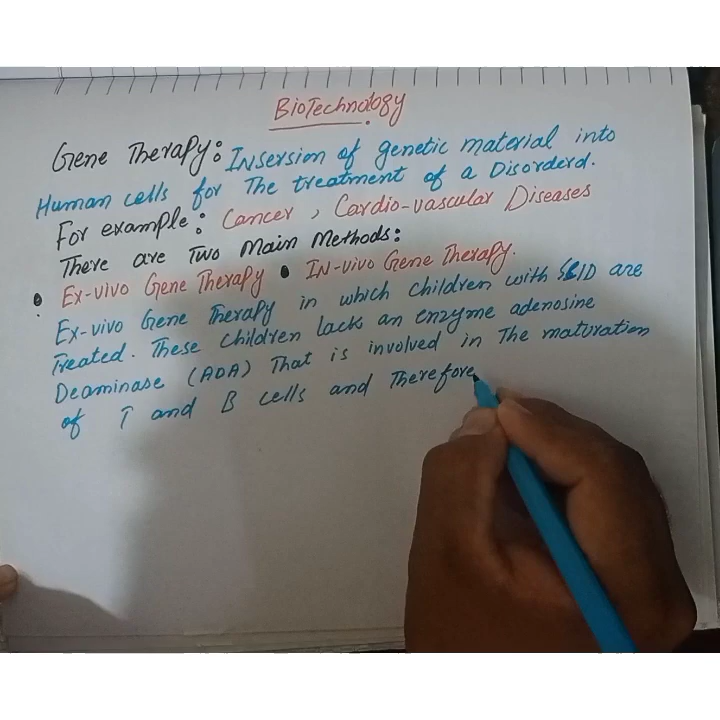 BioTechnology
Gene Therapy: Insersion of genetic material into
Human cells for The treatment of a Disorderd.
For example: Cancer, Cardio-vascular Diseases
There are Two Main Methods:
• Ex-vivo Gene Therapy • IN-vivo Gene Therapy.
Ex-vivo Gene Therapy in which children with SCID are
Treated. These children lack an enzyme adenosine
Deaminase (ADA) That is involved in The maturation
of T and B cells and Therefore